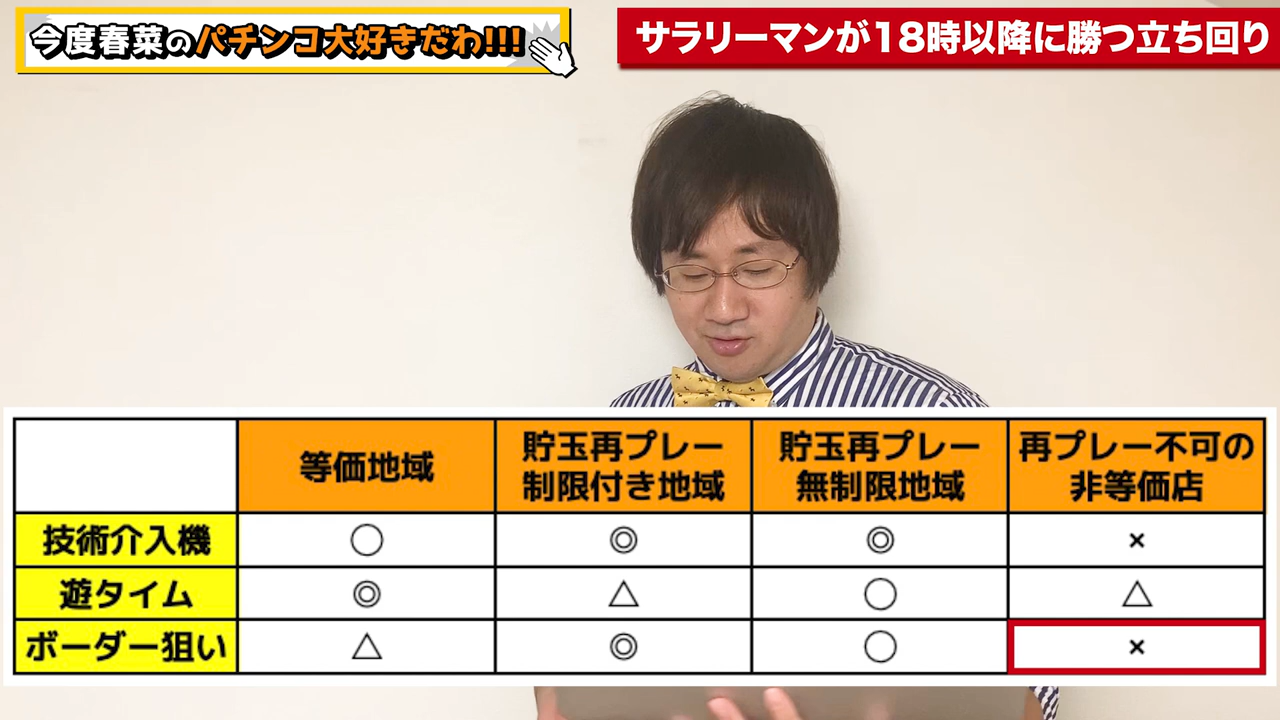 今度春菜のパチンコ大好きだわ!!!
サラリーマンが18時以降に勝つ立ち回り
等価地域
貯玉再プレー
制限付き地域
貯玉再プレー
無制限地域
再プレー不可の
非等価店
技術介入機 ○ ◎ ◎ ×
遊タイム ◎ △ ○ △
ボーダー狙い △ ◎ ○ ×